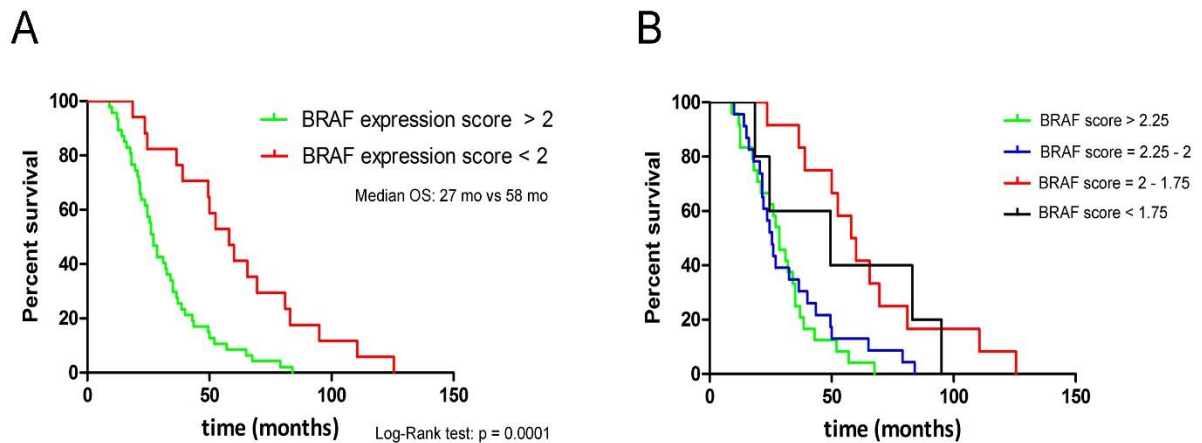 A
B
BRAF expression score > 2
BRAF expression score < 2
Median OS: 27 mo vs 58 mo
Percent survival
100
80
60
40
20
0
0 50 100 150
time (months)
Log-Rank test: p = 0.0001
BRAF score > 2.25
BRAF score = 2.25 - 2
BRAF score = 2 - 1.75
BRAF score < 1.75
Percent survival
100
80
60
40
20
0
0 50 100 150
time (months)